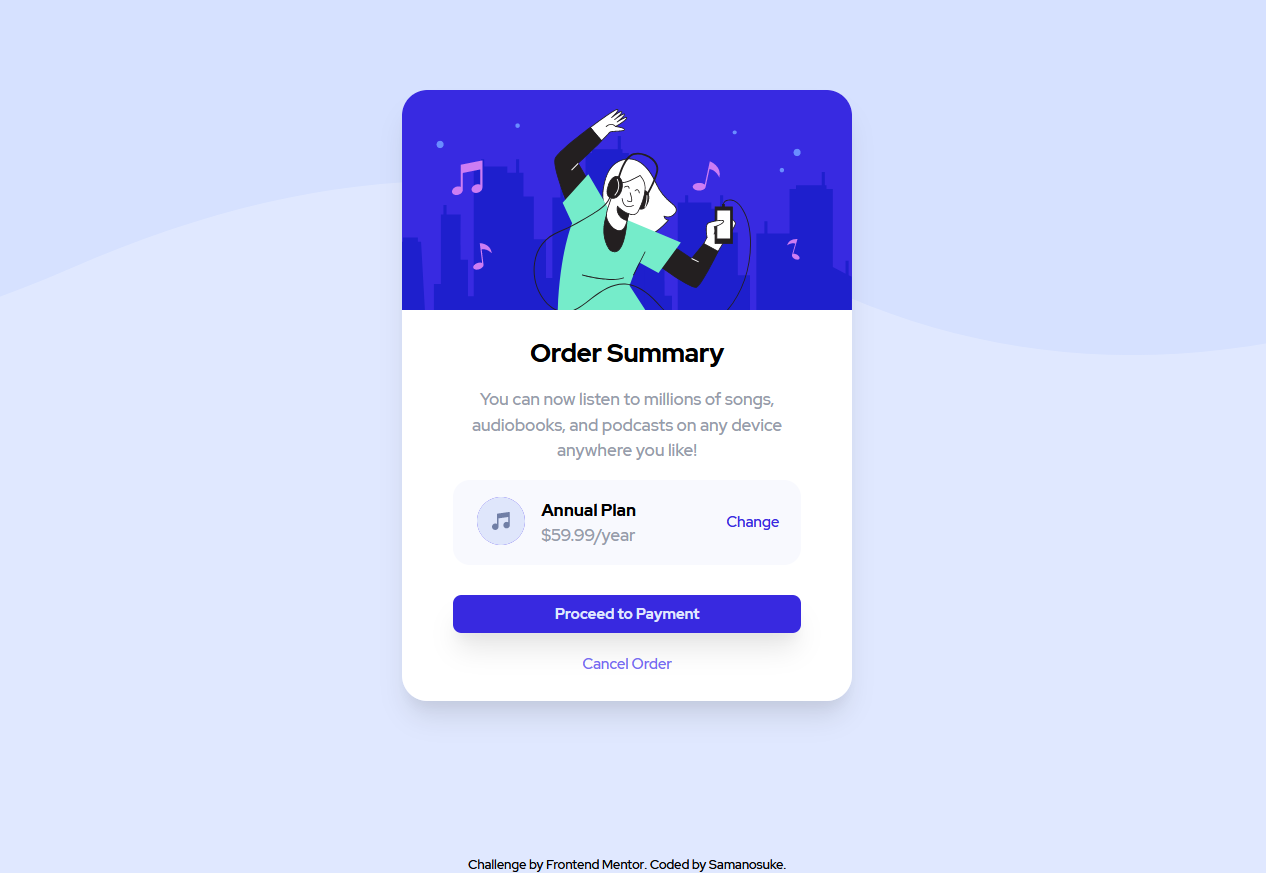 Order Summary
You can now listen to millions of songs,
audiobooks, and podcasts on any device
anywhere you like!
Annual Plan
$59.99/year
Change
Proceed to Payment
Cancel Order
Challenge by Frontend Mentor. Coded by Samanosuke.